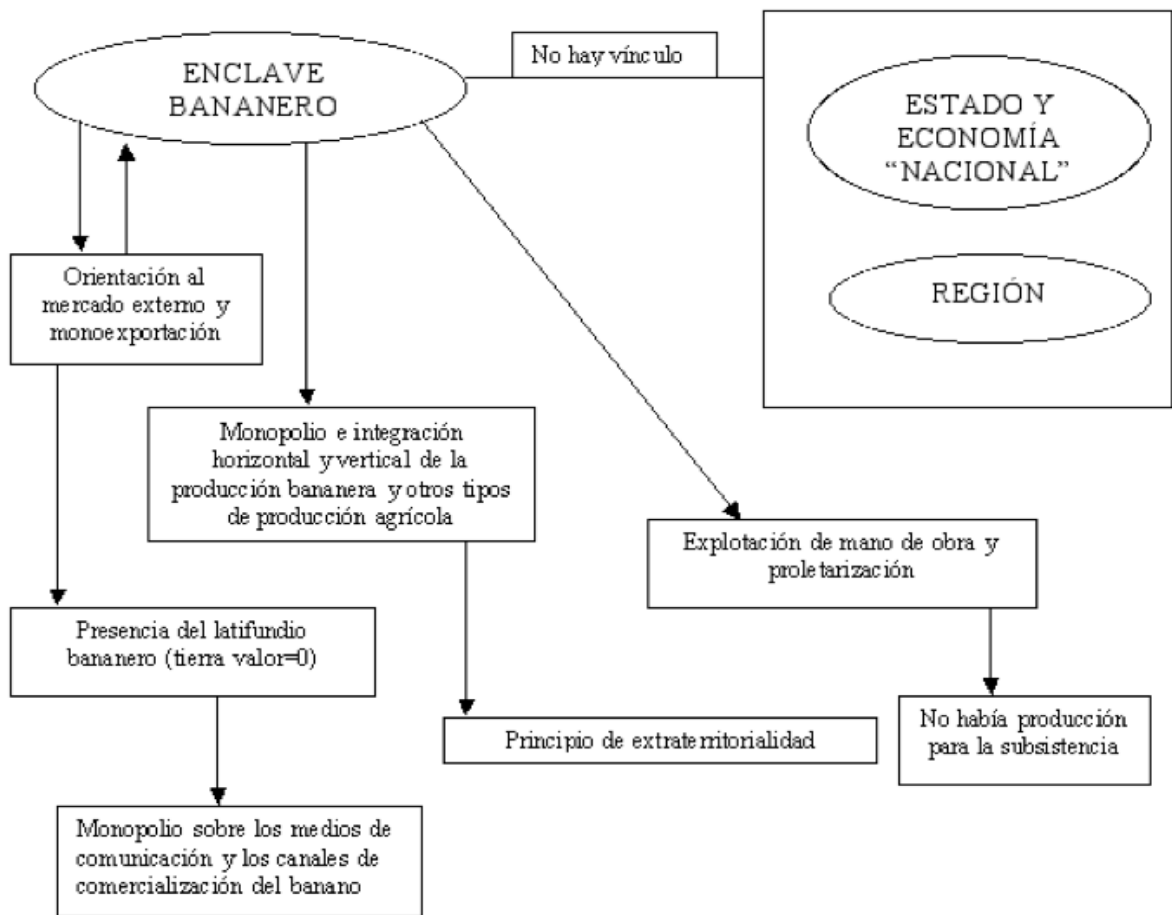 ENCLAVE
BANANERO
No hay vínculo
ESTADO Y
ECONOMÍA
“NACIONAL”
REGIÓN
Orientación al
mercado externo y
monoexportación
Monopolio e integración
horizontal y vertical de la
producción bananera y otros tipos
de producción agrícola
Explotación de mano de obra y
proletarización
Presencia del latifundio
bananero (tierra valor=0)
Principio de extraterritorialidad
No había producción
para la subsistencia
Monopolio sobre los medios de
comunicación y los canales de
comercialización del banano